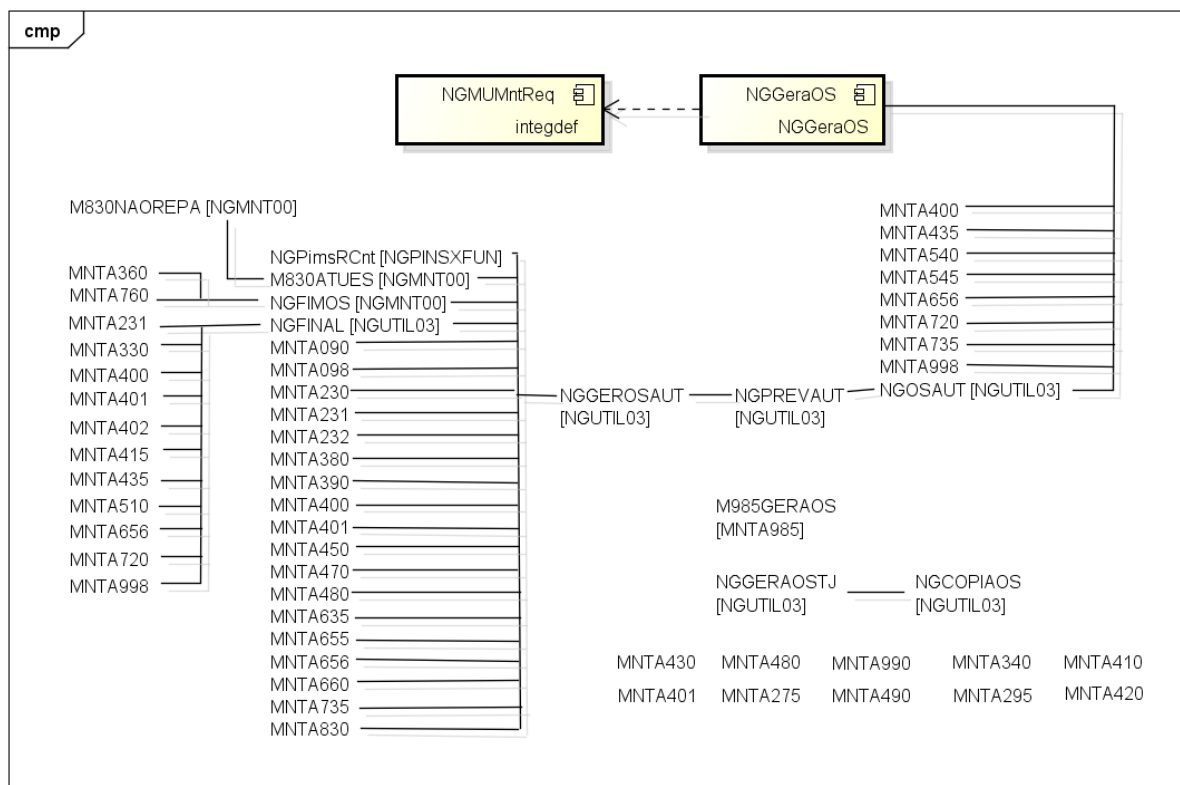 cmp
NGMUMntReq
integdef
NGGeraOS
NGGeraOS
M830NAOREPA [NGMNT00]
MNTA360
MNTA760
MNTA231
MNTA330
MNTA400
MNTA401
MNTA402
MNTA415
MNTA435
MNTA510
MNTA656
MNTA720
MNTA998
NGPimsRCnt [NGPINSXFUN]
M830ATUES [NGMNT00]
NGFIMOS [NGMNT00]
NGFINAL [NGUTIL03]
MNTA090
MNTA098
MNTA230
MNTA231
MNTA232
MNTA380
MNTA390
MNTA400
MNTA401
MNTA450
MNTA470
MNTA480
MNTA635
MNTA655
MNTA656
MNTA660
MNTA735
MNTA830
NGGEROSAUT
[NGUTIL03]
NGPREVAUT
[NGUTIL03]
MNTA400
MNTA435
MNTA540
MNTA545
MNTA656
MNTA720
MNTA735
MNTA998
NGOSAUT [NGUTIL03]
M985GERAOS
[MNTA985]
NGGERAOSTJ
[NGUTIL03]
NGCOPIAOS
[NGUTIL03]
MNTA430 MNTA480 MNTA990 MNTA340 MNTA410
MNTA401 MNTA275 MNTA490 MNTA295 MNTA420